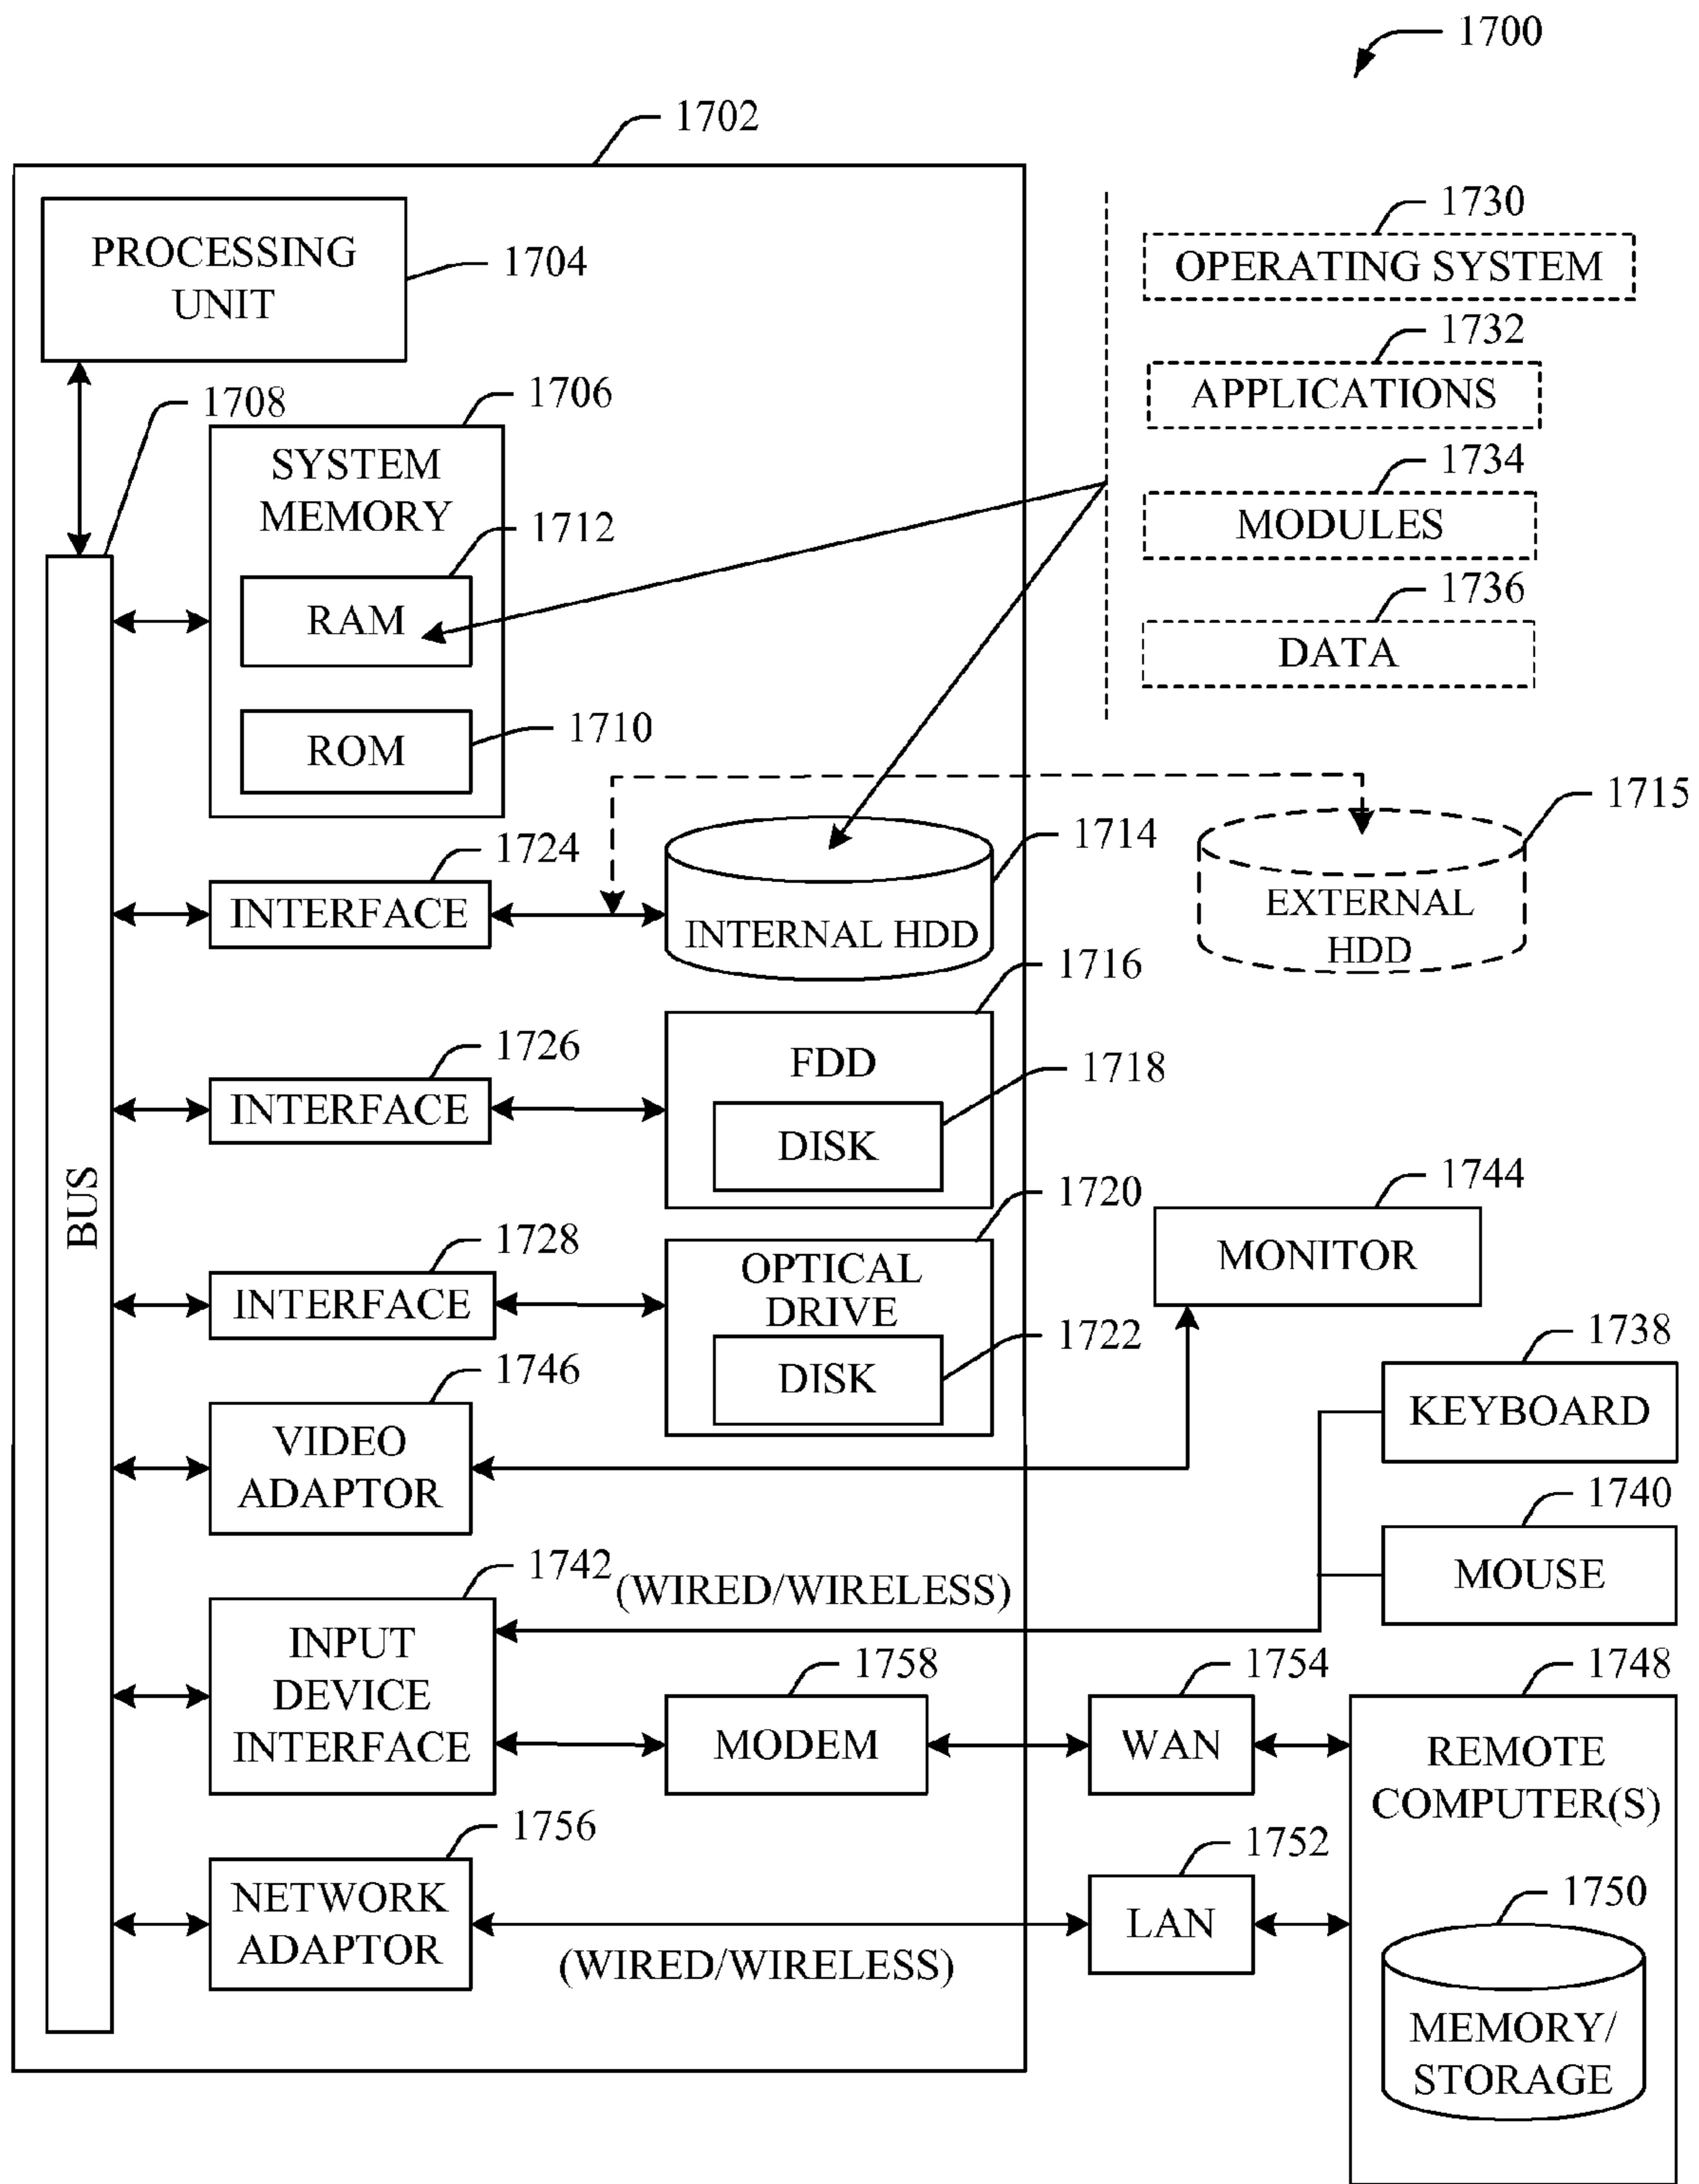 1700
1702
PROCESSING
UNIT
1704
1730
OPERATING SYSTEM
1732
APPLICATIONS
1734
MODULES
1736
DATA
1708
1706
SYSTEM
MEMORY
1712
RAM
1710
ROM
1724
INTERFACE
1714
INTERNAL HDD
1715
EXTERNAL
HDD
1726
INTERFACE
1716
FDD
1718
DISK
BUS
1728
INTERFACE
1720
OPTICAL
DRIVE
1722
DISK
1744
MONITOR
1746
VIDEO
ADAPTOR
1738
KEYBOARD
1740
MOUSE
1742
(WIRED/WIRELESS)
INPUT
DEVICE
INTERFACE
1758
MODEM
1754
WAN
1748
REMOTE
COMPUTER(S)
1756
NETWORK
ADAPTOR
(WIRED/WIRELESS)
1752
LAN
1750
MEMORY/
STORAGE